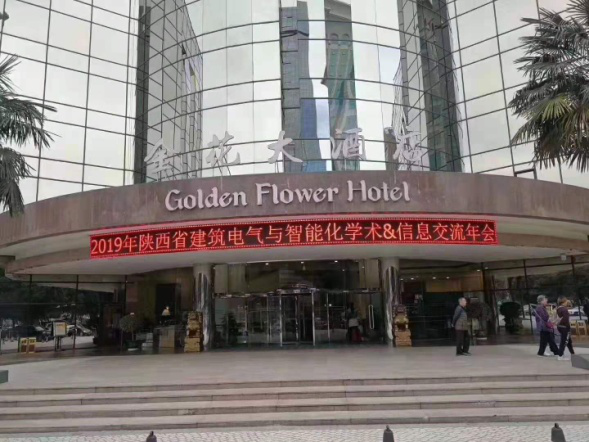 金花大酒店
Golden Flower Hotel
2019年陕西省建筑电气与智能化学术&信息交流年会